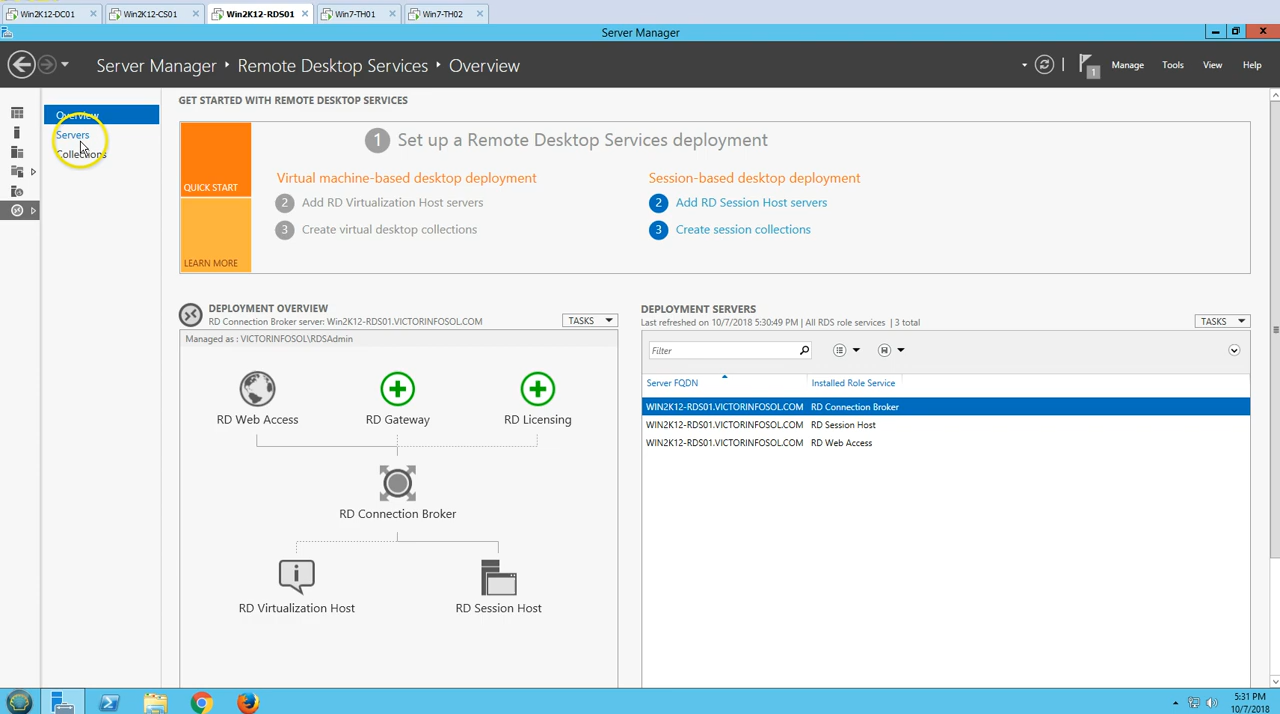 Win2K12-DC01 Win2K12-CS01 Win2K12-RDS01 Win7-TH01 Win7-TH02
Server Manager
Server Manager Remote Desktop Services Overview
1 Manage Tools View Help
Overview
Servers
Collections
GET STARTED WITH REMOTE DESKTOP SERVICES
QUICK START
LEARN MORE
1 Set up a Remote Desktop Services deployment
Virtual machine-based desktop deployment
2 Add RD Virtualization Host servers
3 Create virtual desktop collections
Session-based desktop deployment
2 Add RD Session Host servers
3 Create session collections
DEPLOYMENT OVERVIEW
RD Connection Broker server: Win2K12-RDS01.VICTORINFOSOL.COM
TASKS
Managed as : VICTORINFOSOL\RDSAdmin
RD Web Access RD Gateway RD Licensing
RD Connection Broker
RD Virtualization Host RD Session Host
DEPLOYMENT SERVERS
Last refreshed on 10/7/2018 5:30:49 PM | All RDS role services | 3 total
TASKS
Filter
Server FQDN Installed Role Service
WIN2K12-RDS01.VICTORINFOSOL.COM RD Connection Broker
WIN2K12-RDS01.VICTORINFOSOL.COM RD Session Host
WIN2K12-RDS01.VICTORINFOSOL.COM RD Web Access
5:31 PM
10/7/2018